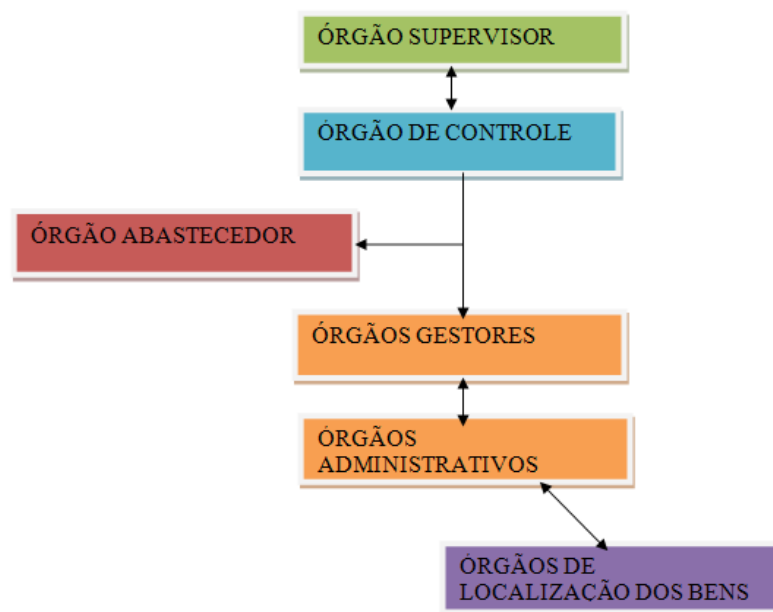 ÓRGÃO SUPERVISOR
ÓRGÃO DE CONTROLE
ÓRGÃO ABASTECEDOR
ÓRGÃOS GESTORES
ÓRGÃOS
ADMINISTRATIVOS
ÓRGÃOS DE
LOCALIZAÇÃO DOS BENS